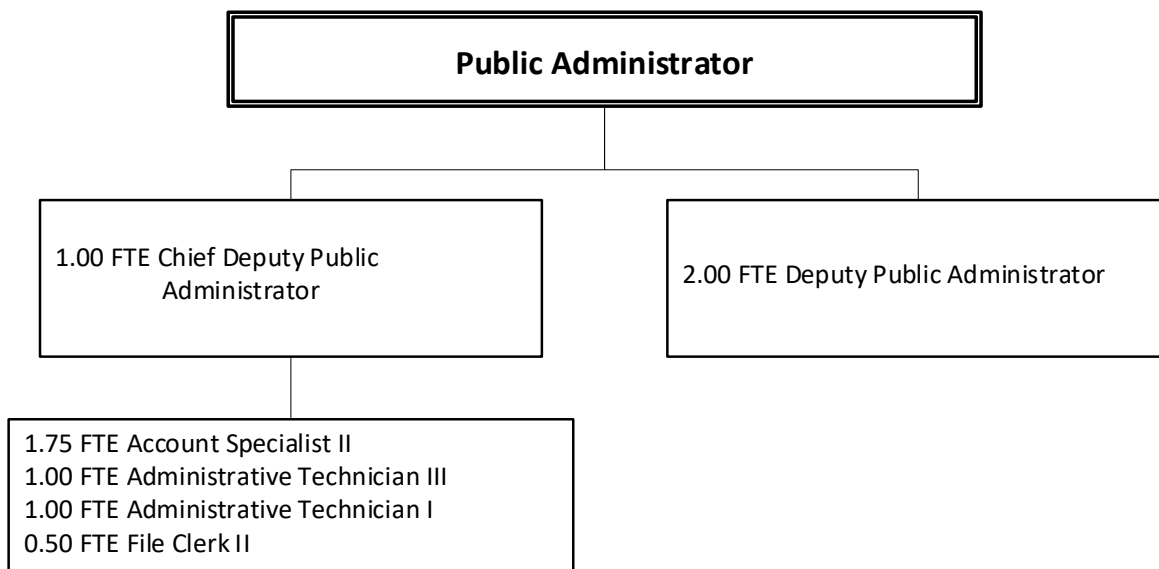 Public Administrator
1.00 FTE Chief Deputy Public
Administrator
2.00 FTE Deputy Public Administrator
1.75 FTE Account Specialist II
1.00 FTE Administrative Technician III
1.00 FTE Administrative Technician I
0.50 FTE File Clerk II